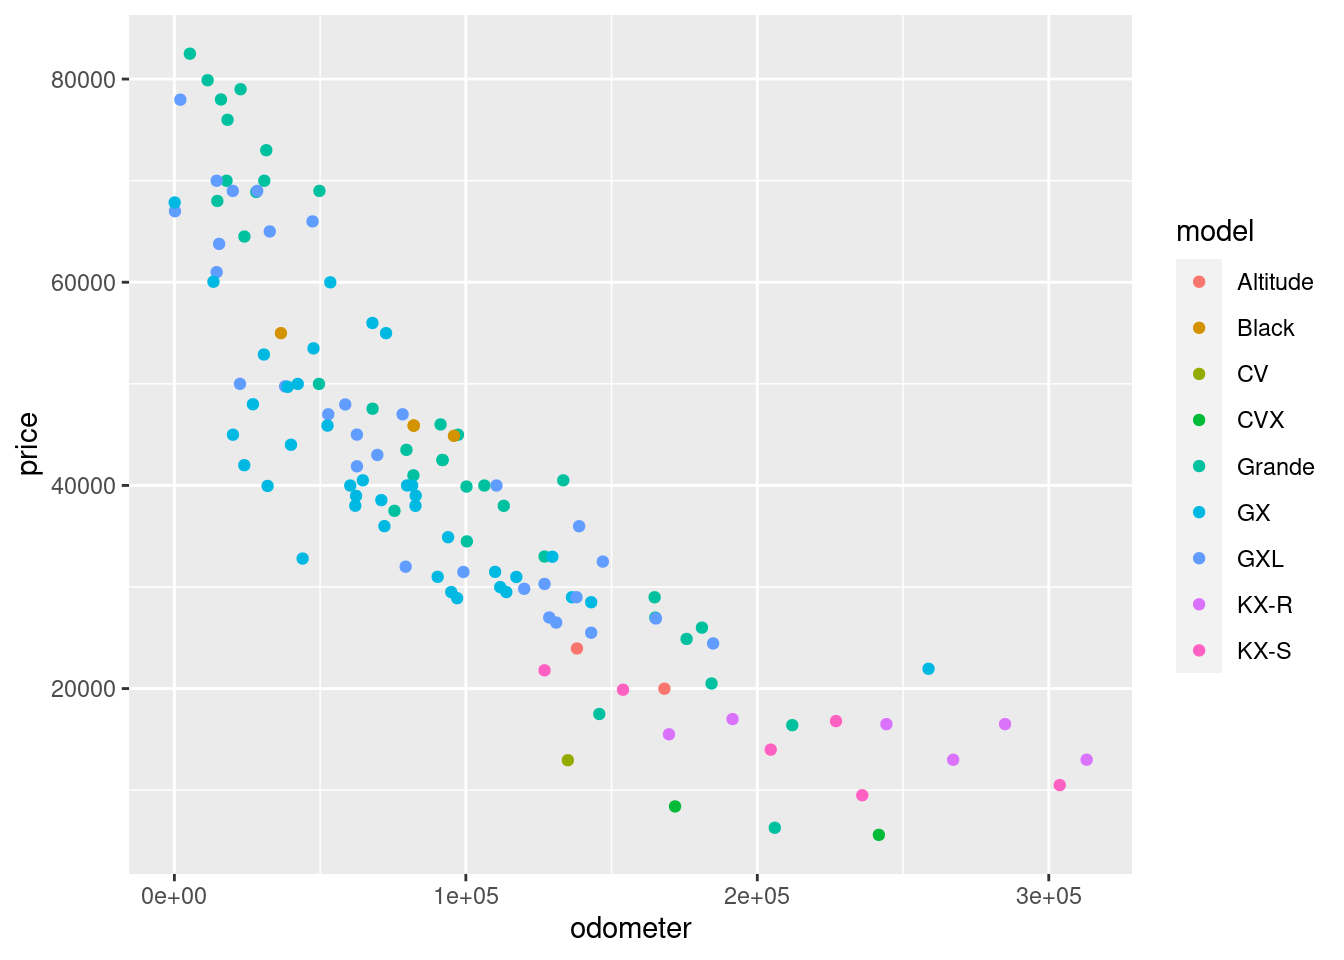 80000
60000
40000
20000
price
0e+00
1e+05
2e+05
3e+05
odometer
model
Altitude
Black
CV
CVX
Grande
GX
GXL
KX-R
KX-S